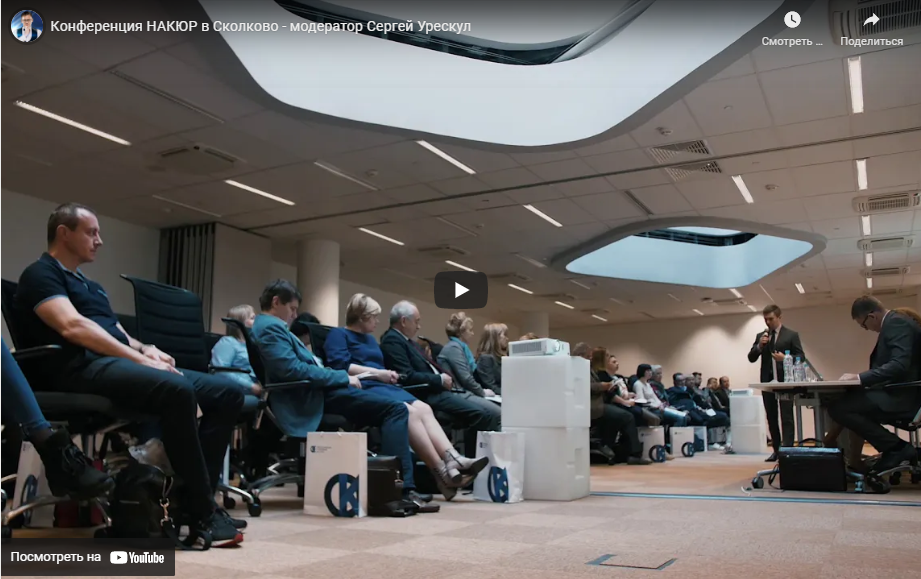 Конференция НАКЮР в Сколково - модератор Сергей Урескул
Смотреть ...
Поделиться
Посмотреть на YouTube